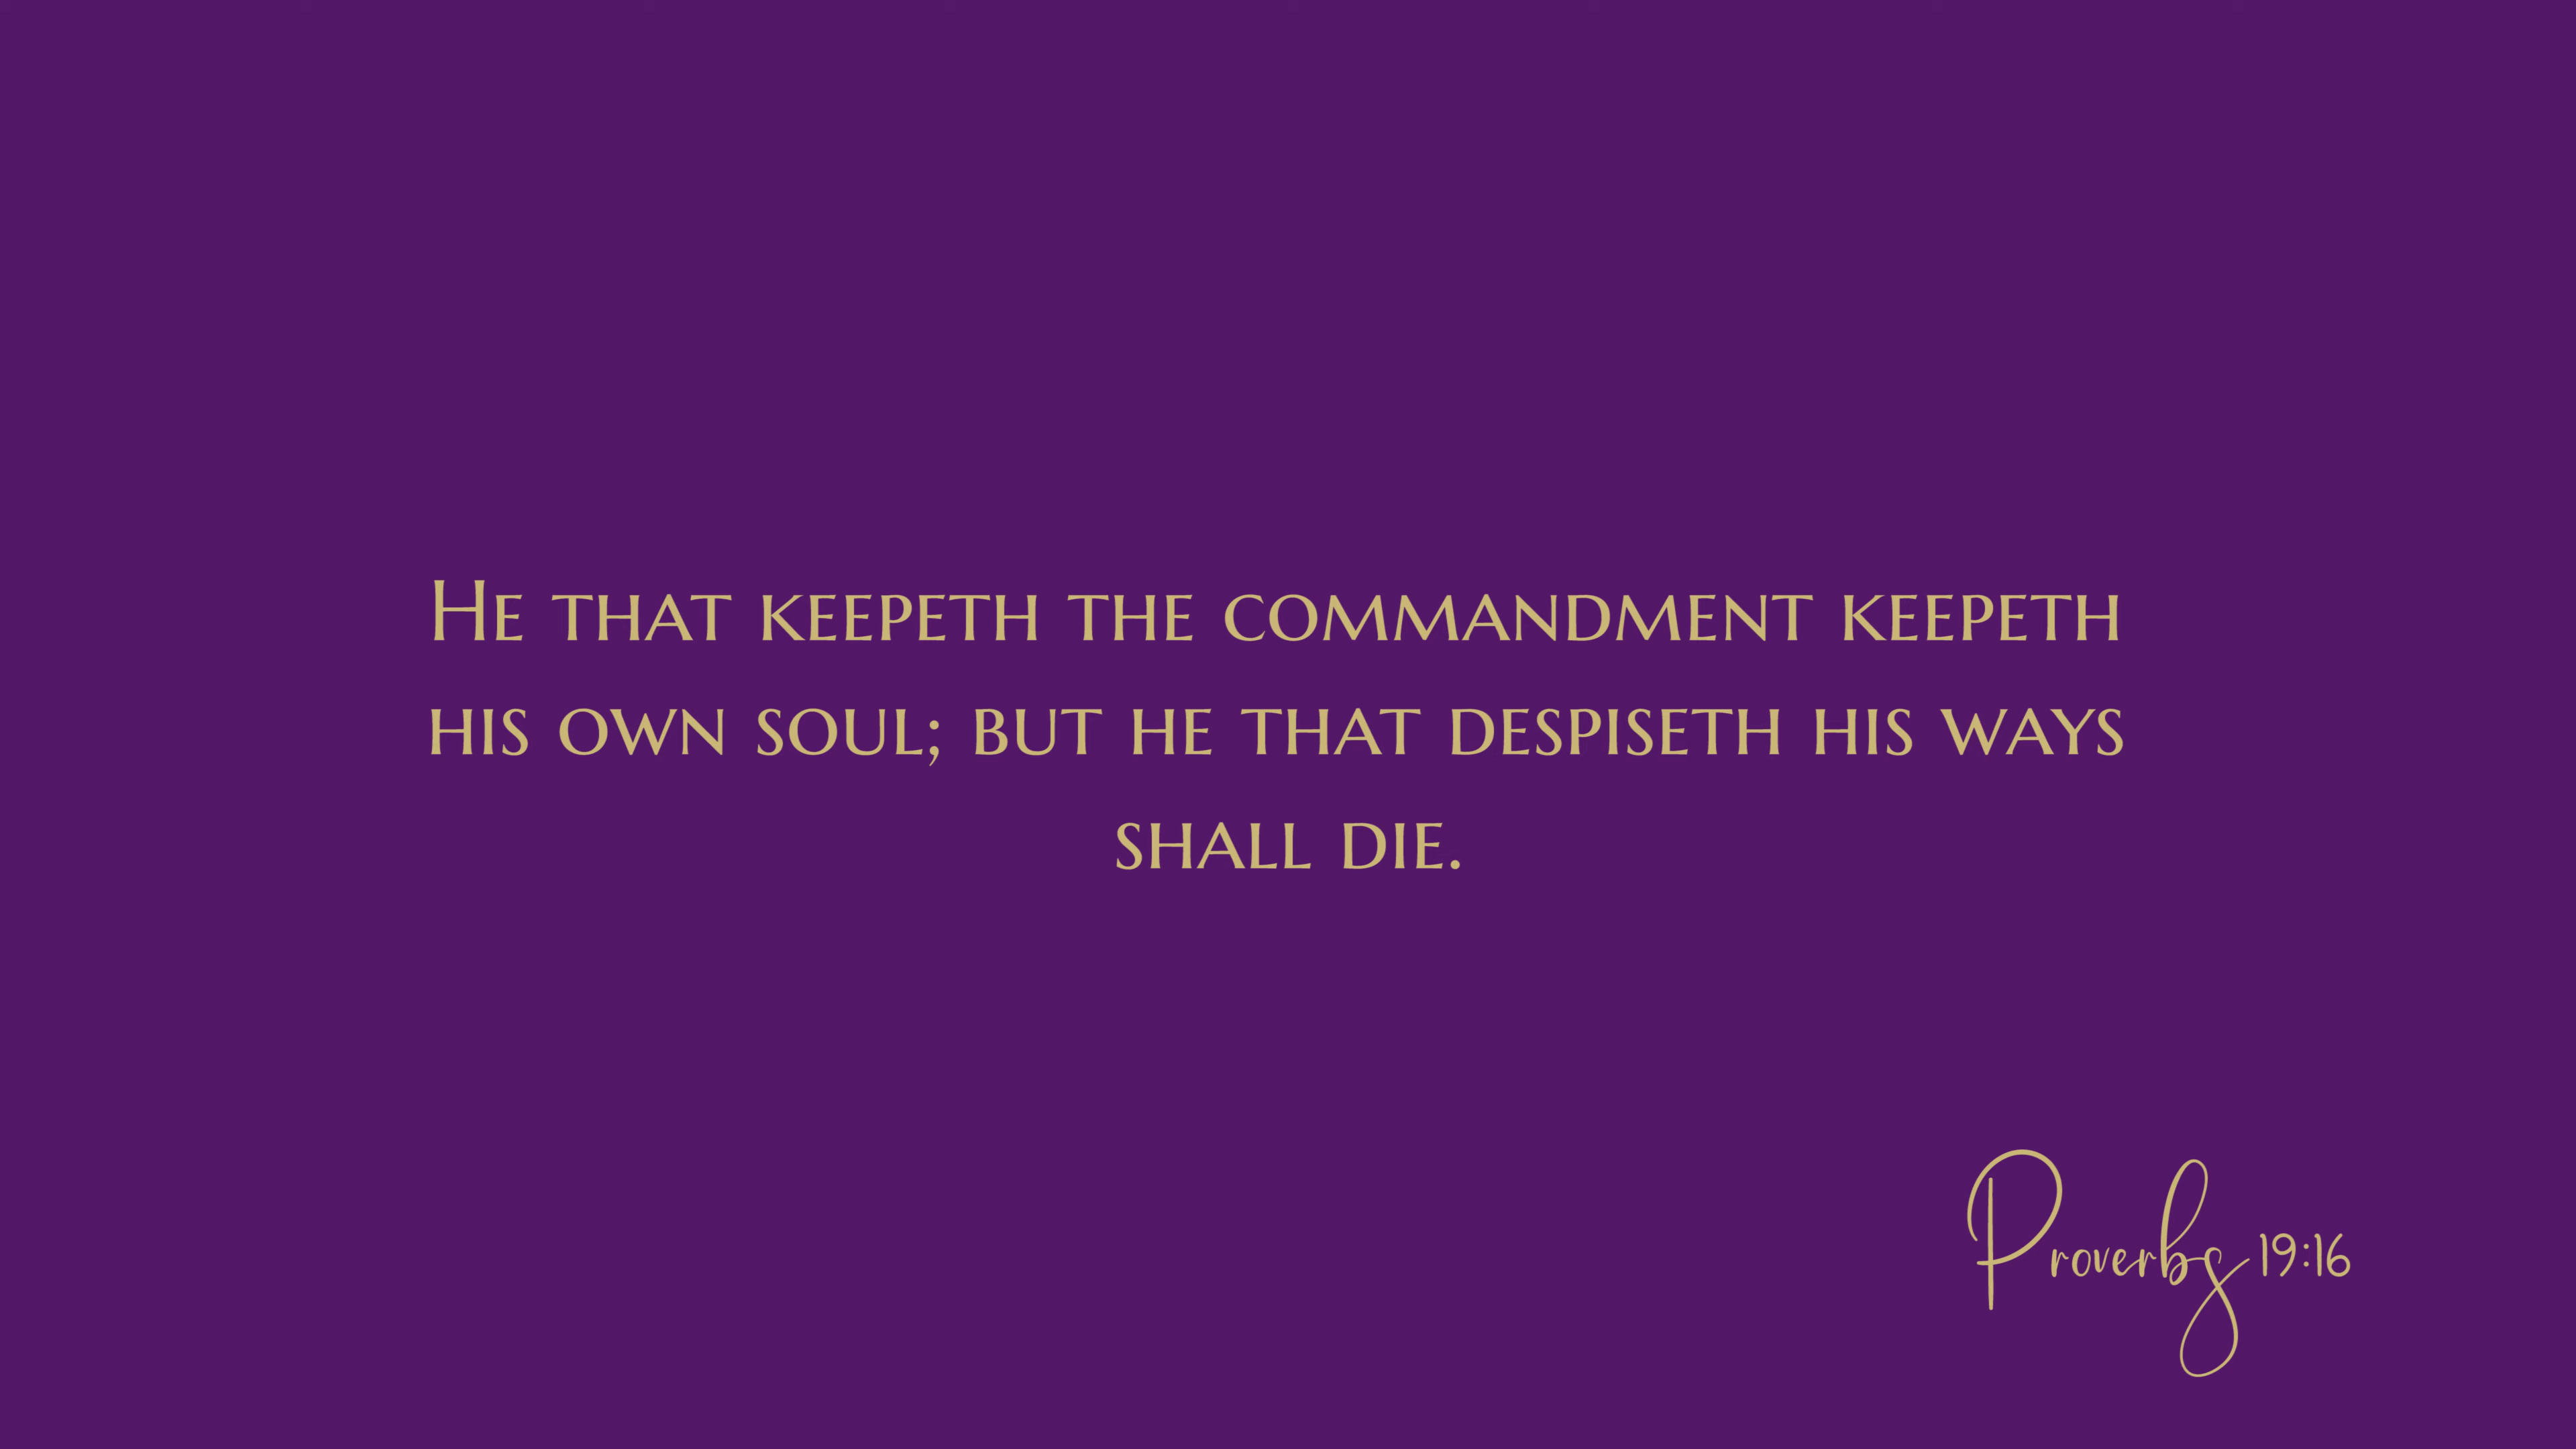 He that keepeth the commandment keepeth
his own soul; but he that despiseth his ways
shall die.
Proverbs 19:16